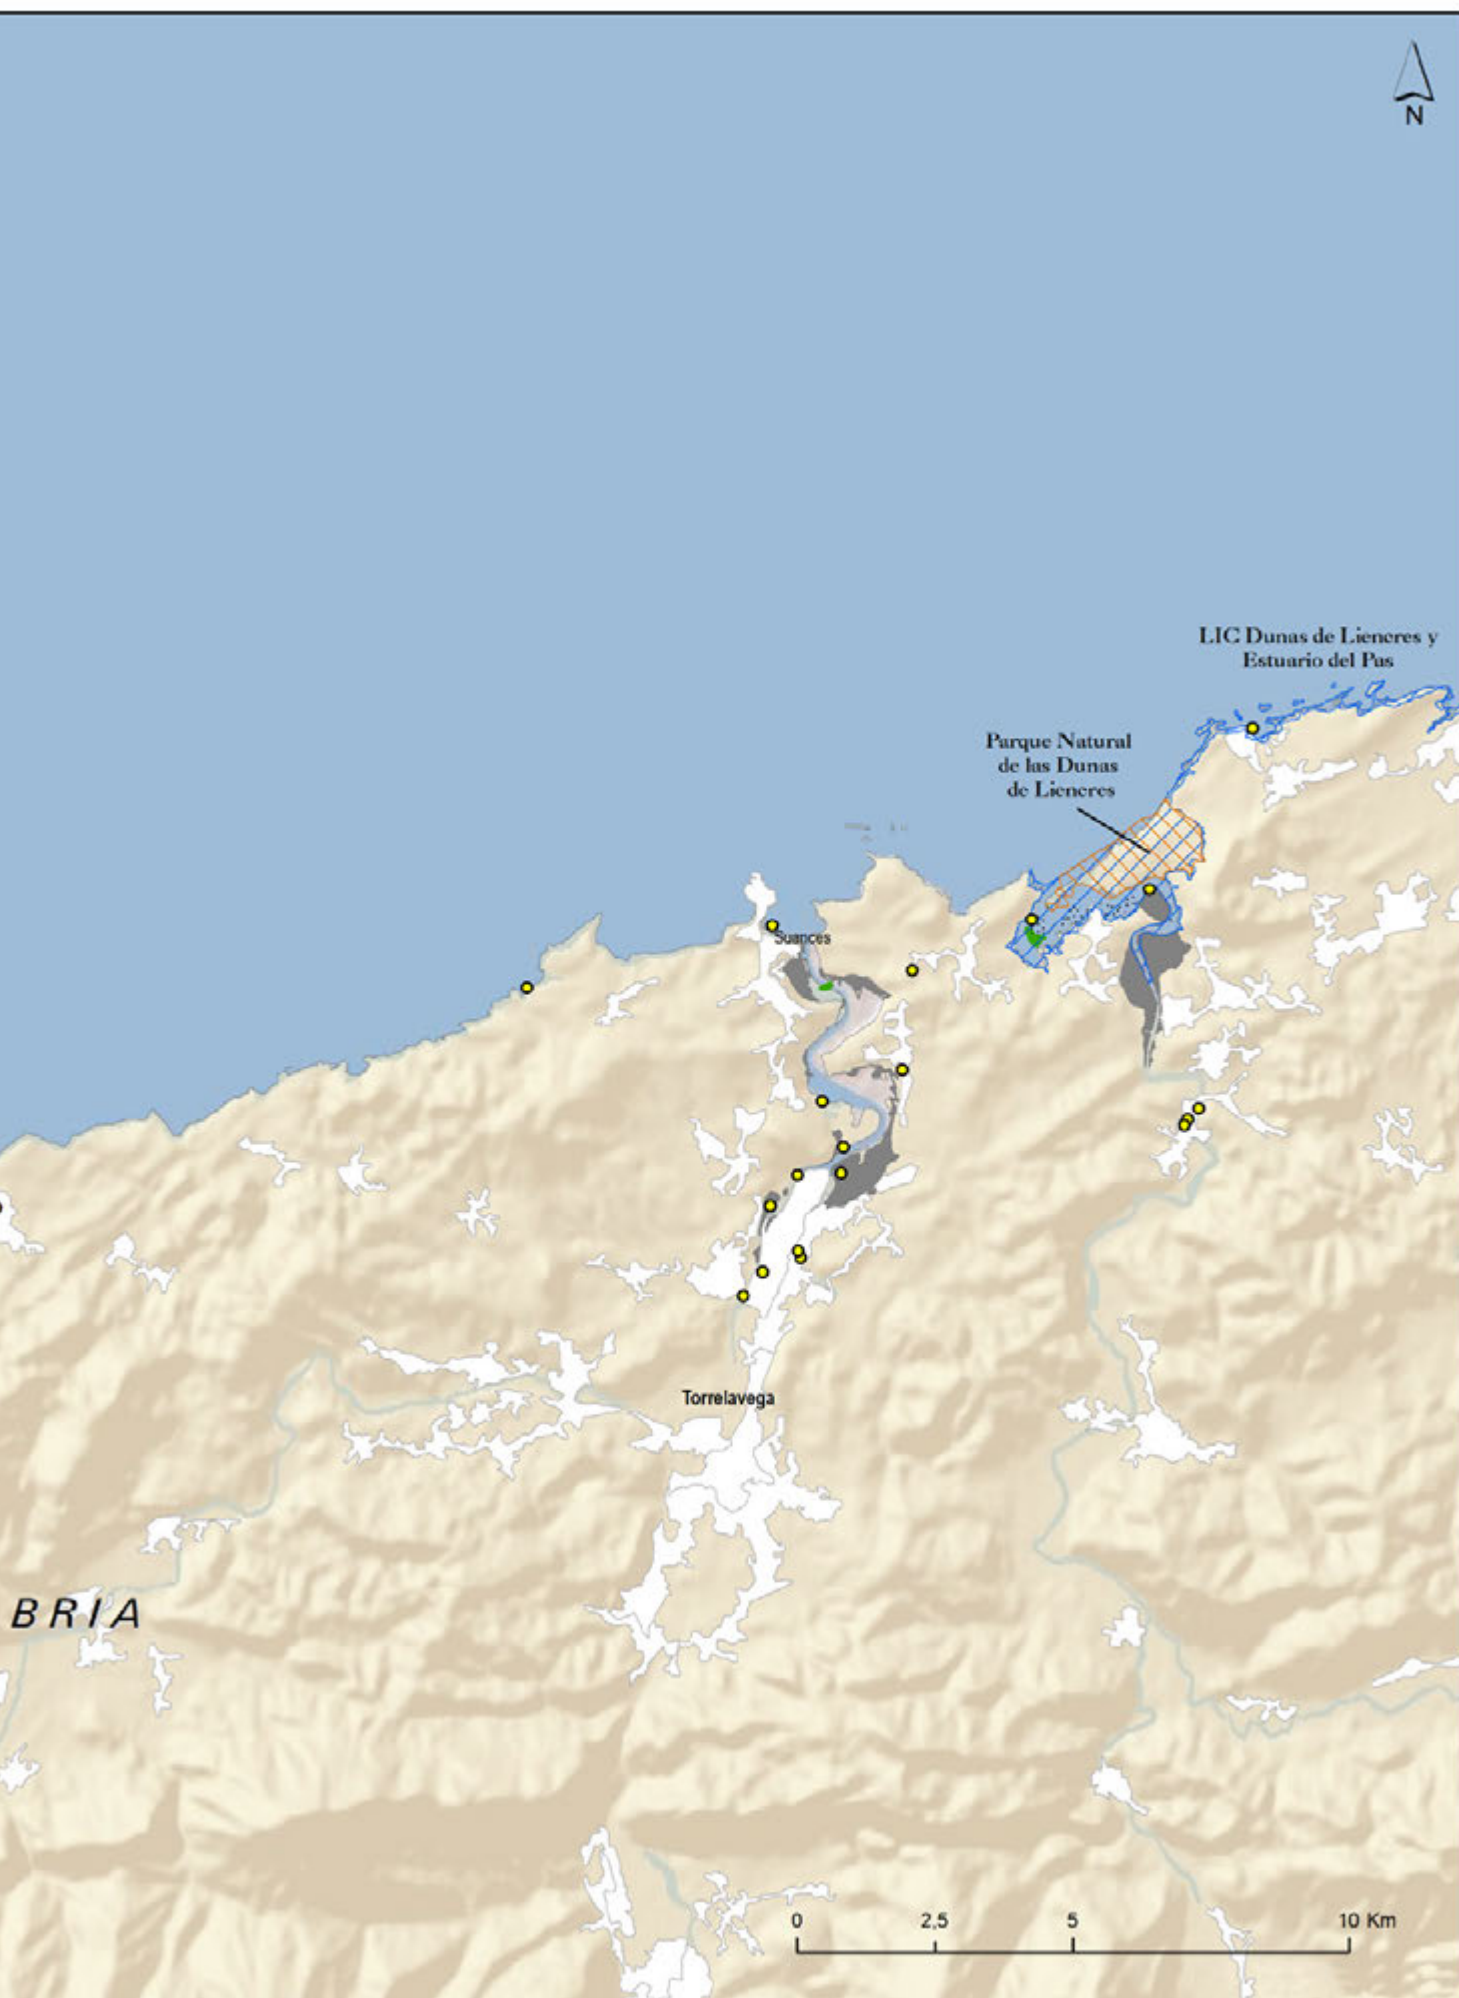 N
LIC Dunas de Liencres y
Estuario del Pas
Parque Natural
de las Dunas
de Liencres
Suances
Torrelavega
BRIA
0 2,5 5 10 Km